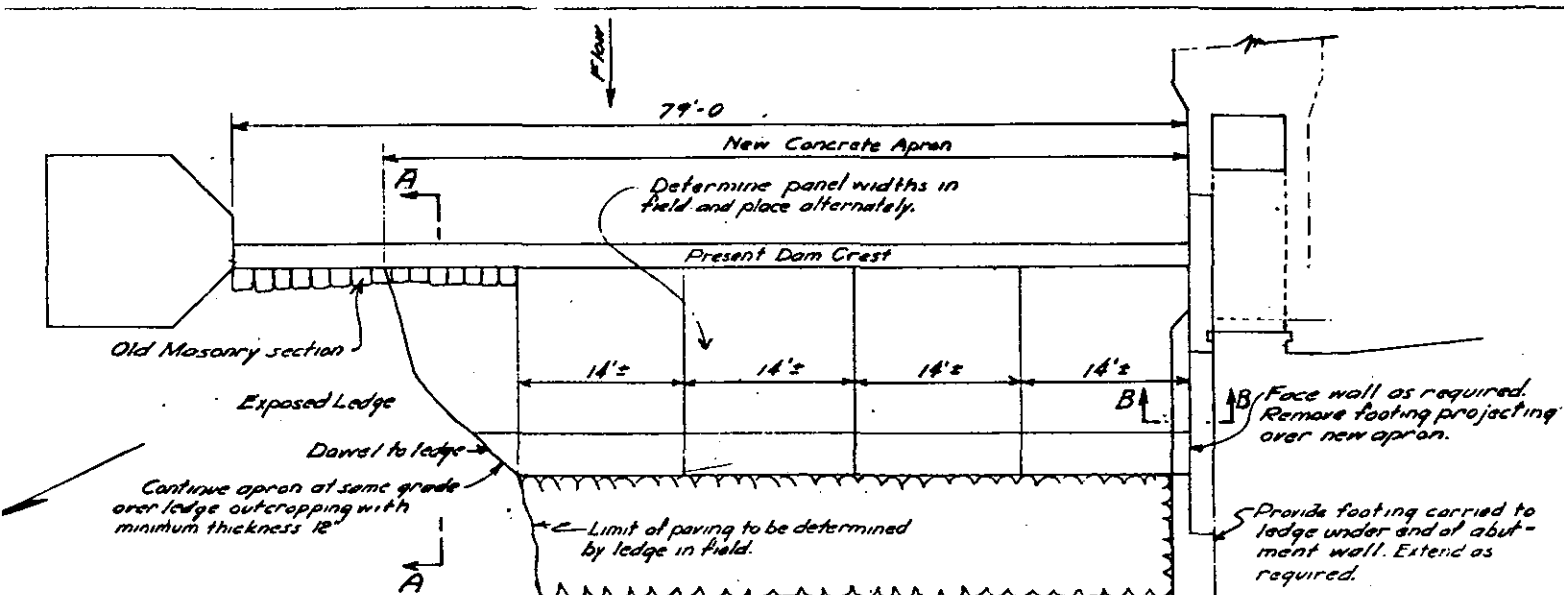 Flow
79'-0
New Concrete Apron
A
Determine panel widths in
field and place alternately.
Present Dam Crest
Old Masonry section
14'±
14'±
14'±
14'±
Exposed Ledge
B
B
Face wall as required.
Remove footing projecting
over new apron.
Dowel to ledge
Continue apron at same grade
over ledge outcropping with
minimum thickness 12"
Limit of paving to be determined
by ledge in field.
Provide footing carried to
ledge under end of abut-
ment wall. Extend as
required.
A